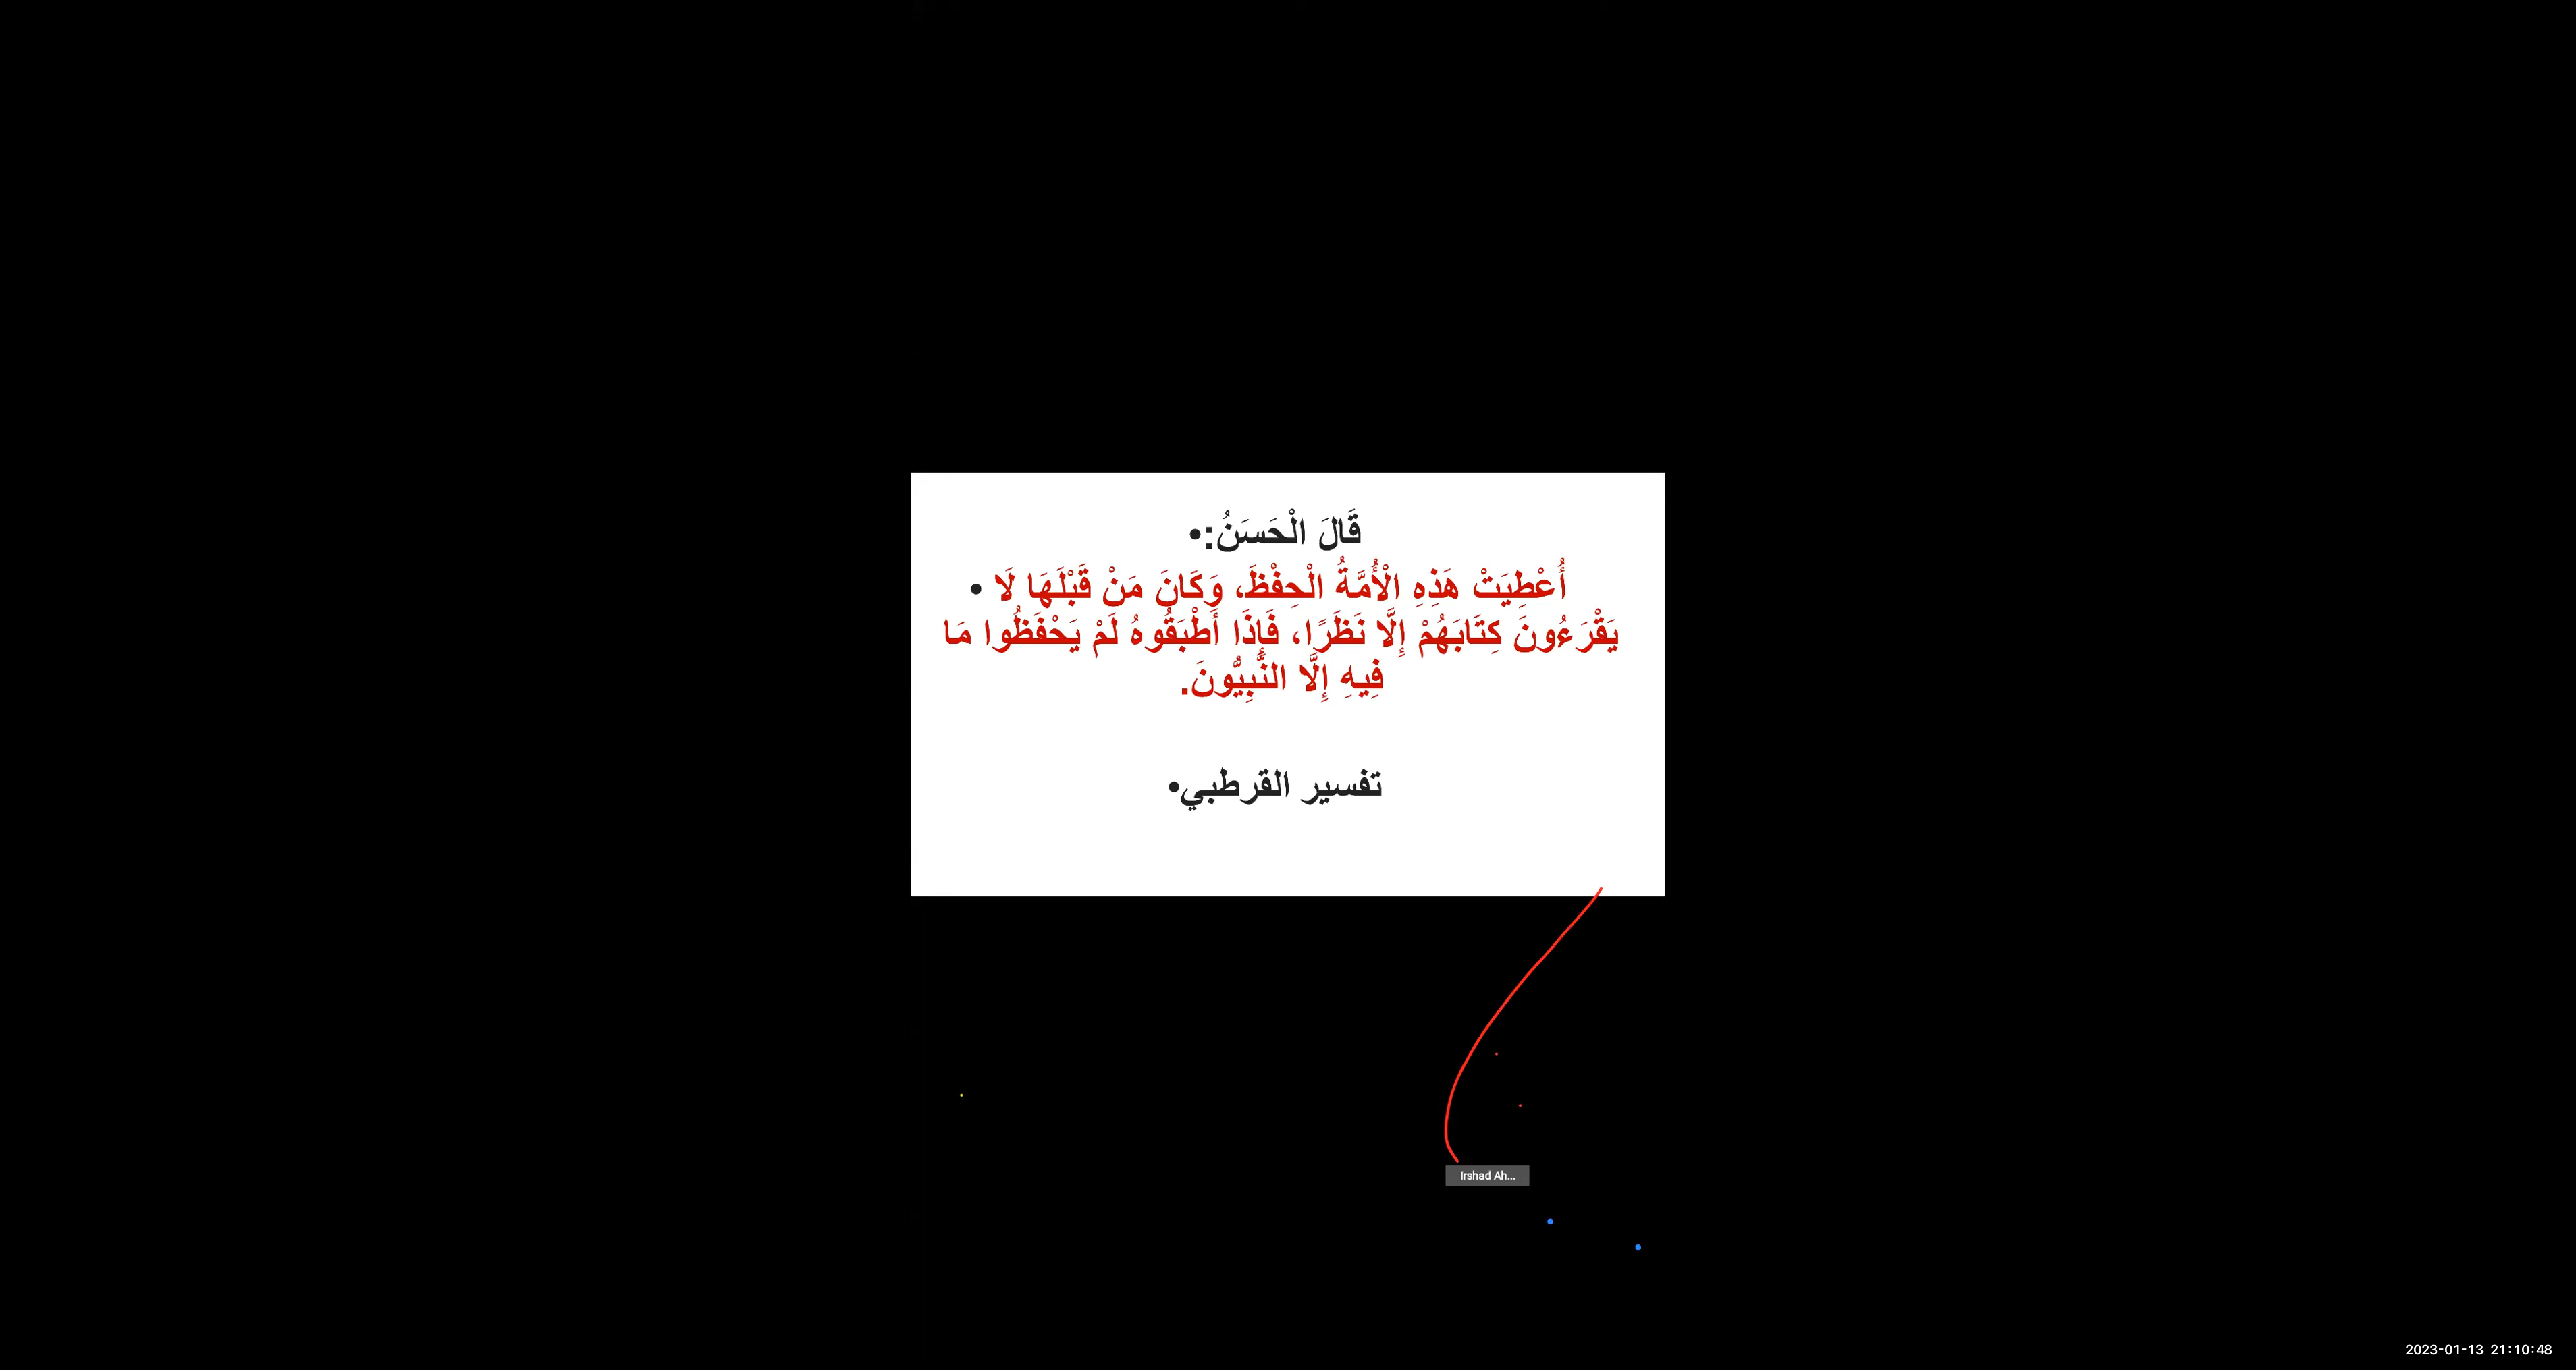 قَالَ الْحَسَنُ:•
أُعْطِيَتْ هَذِهِ الْأُمَّةُ الْحِفْظَ، وَكَانَ مَنْ قَبْلَهَا لَا •
يَقْرَءُونَ كِتَابَهُمْ إِلَّا نَظَرًا، فَإِذَا أَطْبَقُوهُ لَمْ يَحْفَظُوا مَا
فِيهِ إِلَّا النَّبِيُّونَ.
تفسير القرطبي•
Irshad Ah...
2023-01-13 21:10:48